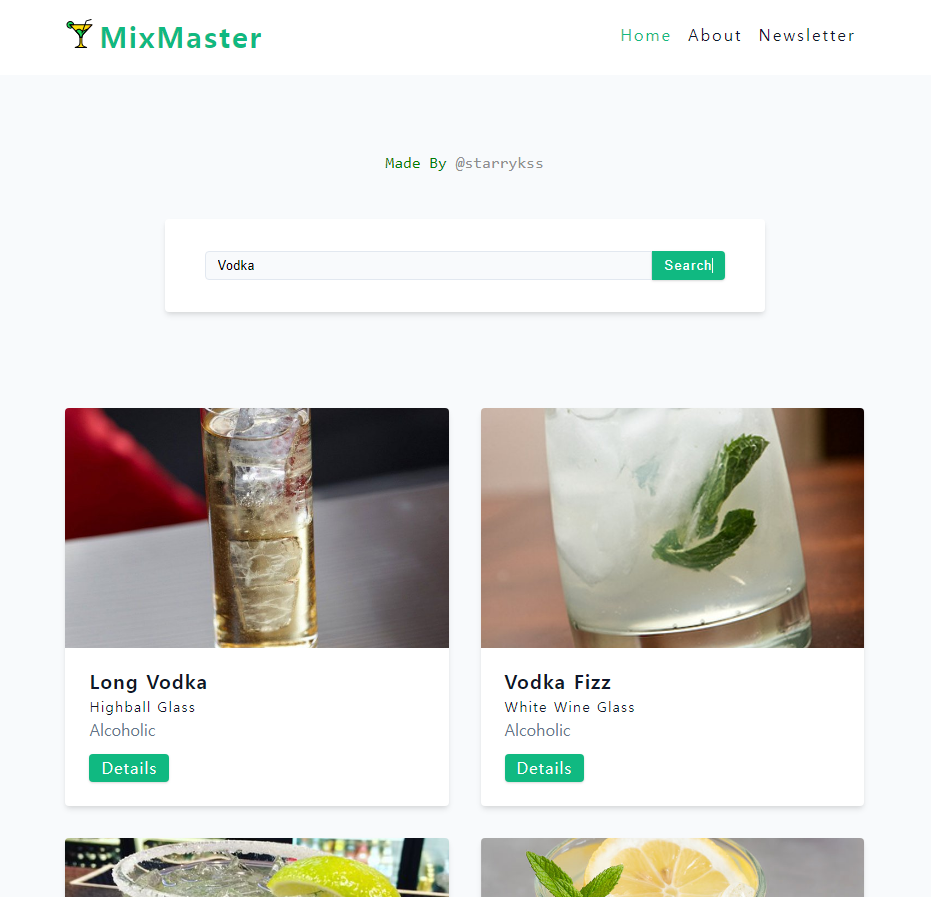 MixMaster
Home About Newsletter
Made By @starrykss
Vodka
Search
Long Vodka
Highball Glass
Alcoholic
Details
Vodka Fizz
White Wine Glass
Alcoholic
Details